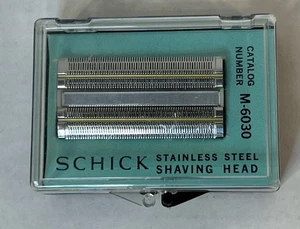 CATALOG
NUMBER M-6030
SCHICK STAINLESS STEEL
SHAVING HEAD